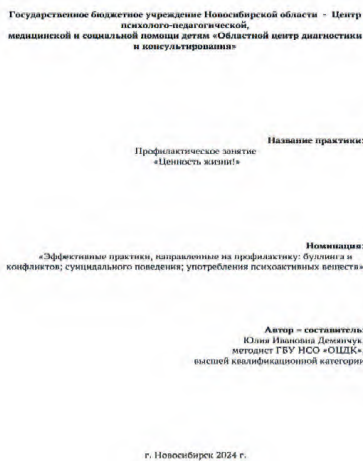 Государственное бюджетное учреждение Новосибирской области - Центр
психолого-педагогической,
медицинской и социальной помощи детям «Областной центр диагностики
и консультирования»
Название практики:
Профилактическое занятие
«Ценность жизни!»
Номинация:
«Эффективные практики, направленные на профилактику: буллинга и
конфликтов; суицидального поведения; употребления психоактивных веществ»
Автор – составитель:
Юлия Ивановна Демянчук
методист ГБУ НСО «ОЦДК»,
высшей квалификационной категории
г. Новосибирск 2024 г.